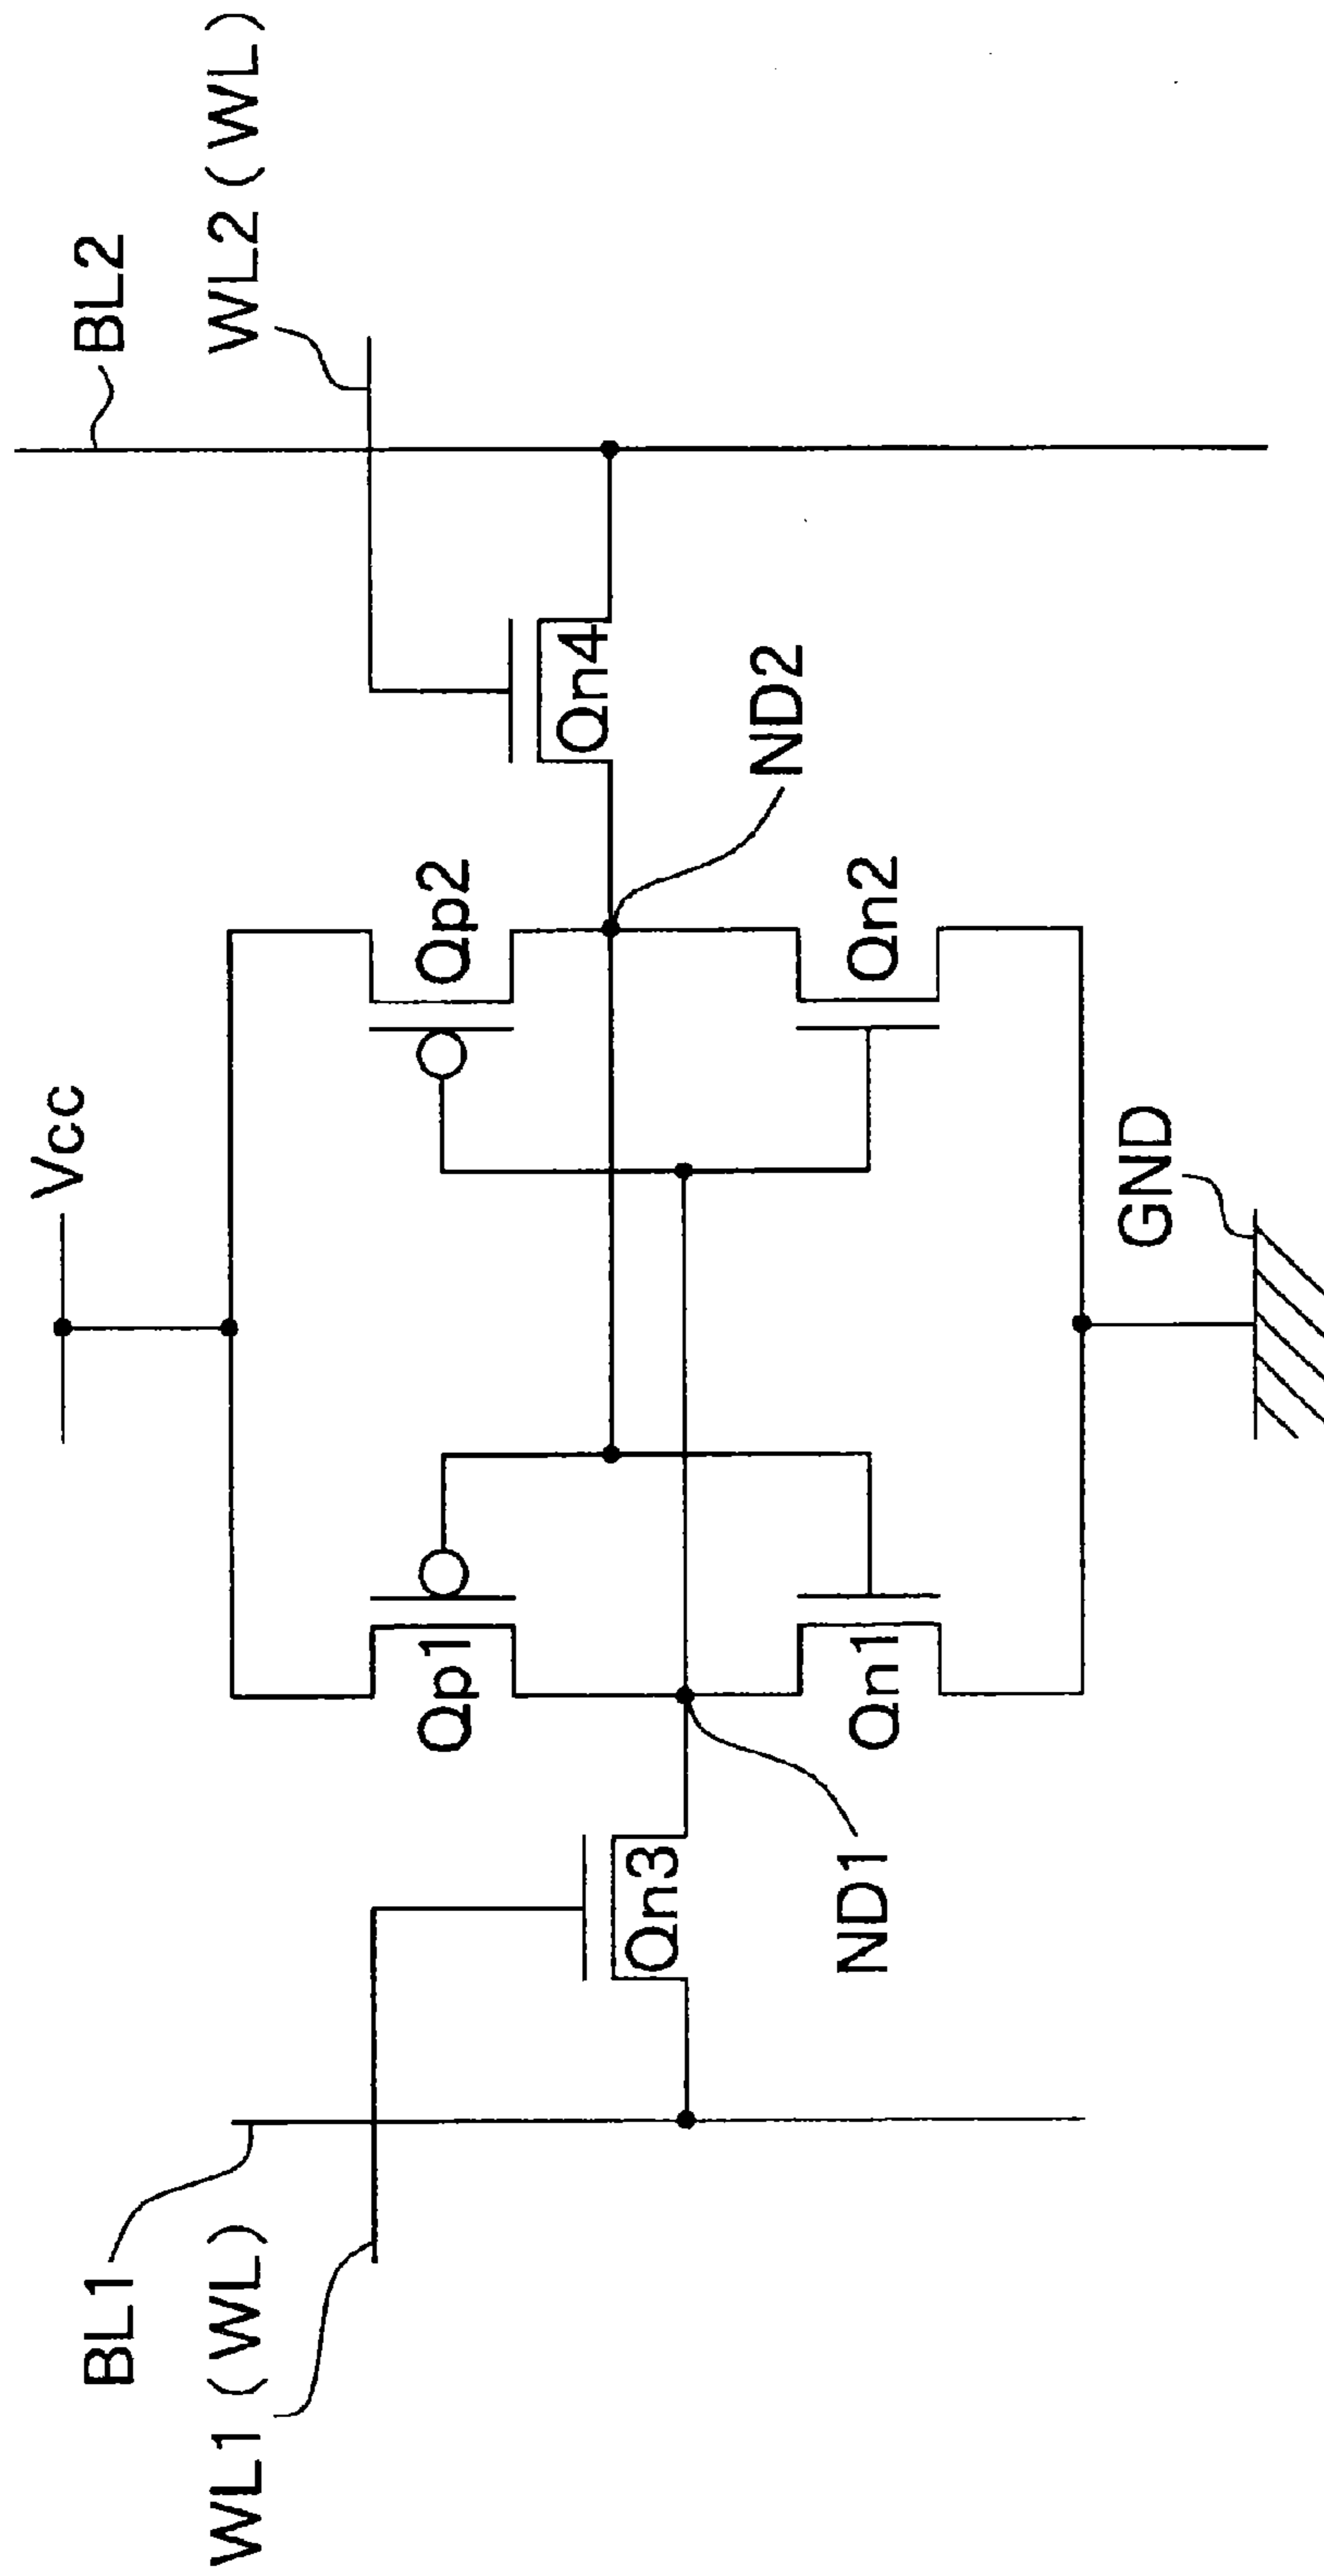 Vcc
BL1
BL2
WL1 (WL)
WL2 (WL)
Qp1
Qp2
Qn3
Qn4
ND1
ND2
Qn1
Qn2
GND